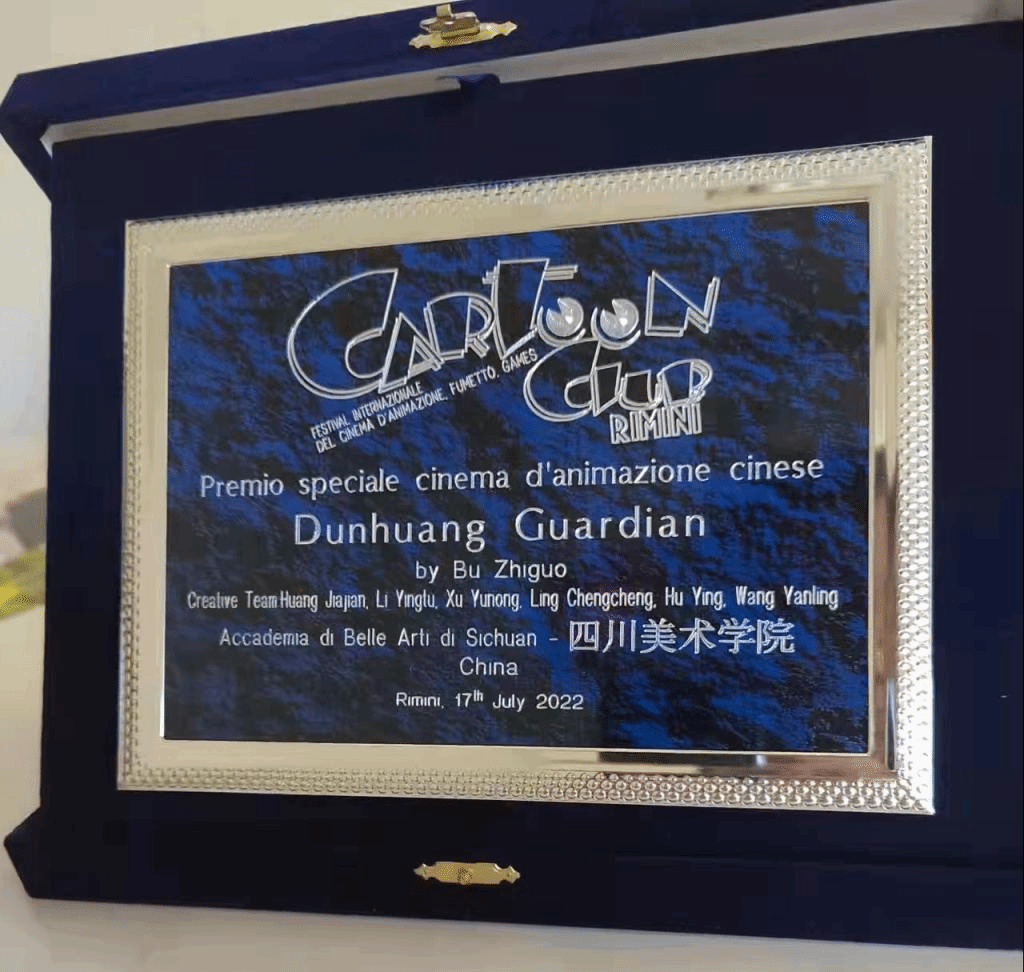 CARTOON
Club
RIMINI
FESTIVAL INTERNAZIONALE
DEL CINEMA D'ANIMAZIONE, FUMETTO, GAMES
Premio speciale cinema d'animazione cinese
Dunhuang Guardian
by Bu Zhiguo
Creative Team Huang Jiajian, Li Yinglu, Xu Yunong, Ling Chengcheng, Hu Ying, Wang Yanling
Accademia di Belle Arti di Sichuan - 四川美术学院
China
Rimini, 17th July 2022